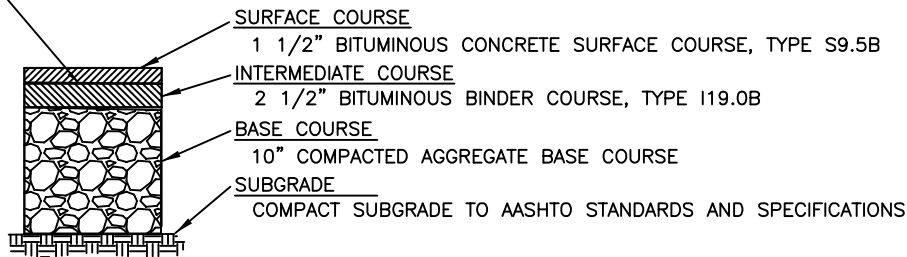 SURFACE COURSE
1 1/2" BITUMINOUS CONCRETE SURFACE COURSE, TYPE S9.5B
INTERMEDIATE COURSE
2 1/2" BITUMINOUS BINDER COURSE, TYPE I19.0B
BASE COURSE
10" COMPACTED AGGREGATE BASE COURSE
SUBGRADE
COMPACT SUBGRADE TO AASHTO STANDARDS AND SPECIFICATIONS